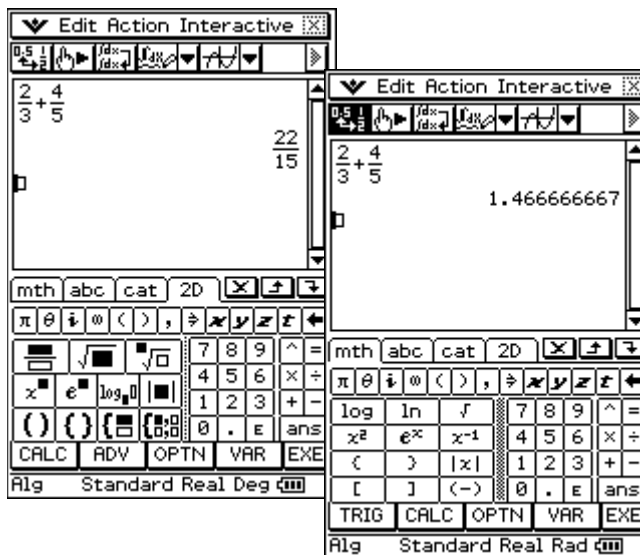 Edit Action Interactive
2/3+4/5
22/15
mth abc cat 2D
π θ i ∞ ( ) , ⇒ x y z t
√■ ■√□ 7 8 9 ^ =
x■ e■ log■□ |■| 4 5 6 × ÷
1 2 3 + −
( ) { } 0 . E ans
CALC ADV OPTN VAR EXE
Alg Standard Real Deg
Edit Action Interactive
2/3+4/5
1.466666667
mth abc cat 2D
π θ i ∞ ( ) , ⇒ x y z t
log ln √ 7 8 9 ^ =
x² eˣ x⁻¹ 4 5 6 × ÷
( ) |x| 1 2 3 + −
[ ] (−) 0 . E ans
TRIG CALC OPTN VAR EXE
Alg Standard Real Rad